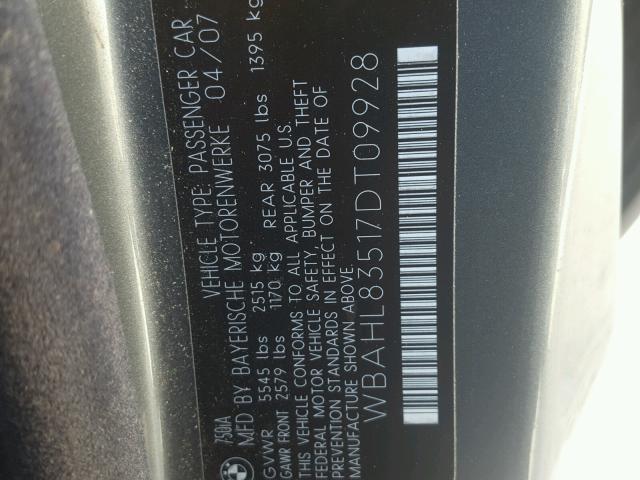 750iA VEHICLE TYPE: PASSENGER CAR
MFD BY BAYERISCHE MOTORENWERKE 04/07
GVWR 5545 lbs 2515 kg
GAWR FRONT 2579 lbs 1170 kg REAR 3075 lbs 1395 kg
THIS VEHICLE CONFORMS TO ALL APPLICABLE U.S.
FEDERAL MOTOR VEHICLE SAFETY, BUMPER AND THEFT
PREVENTION STANDARDS IN EFFECT ON THE DATE OF
MANUFACTURE SHOWN ABOVE.
WBAHL83517DT09928